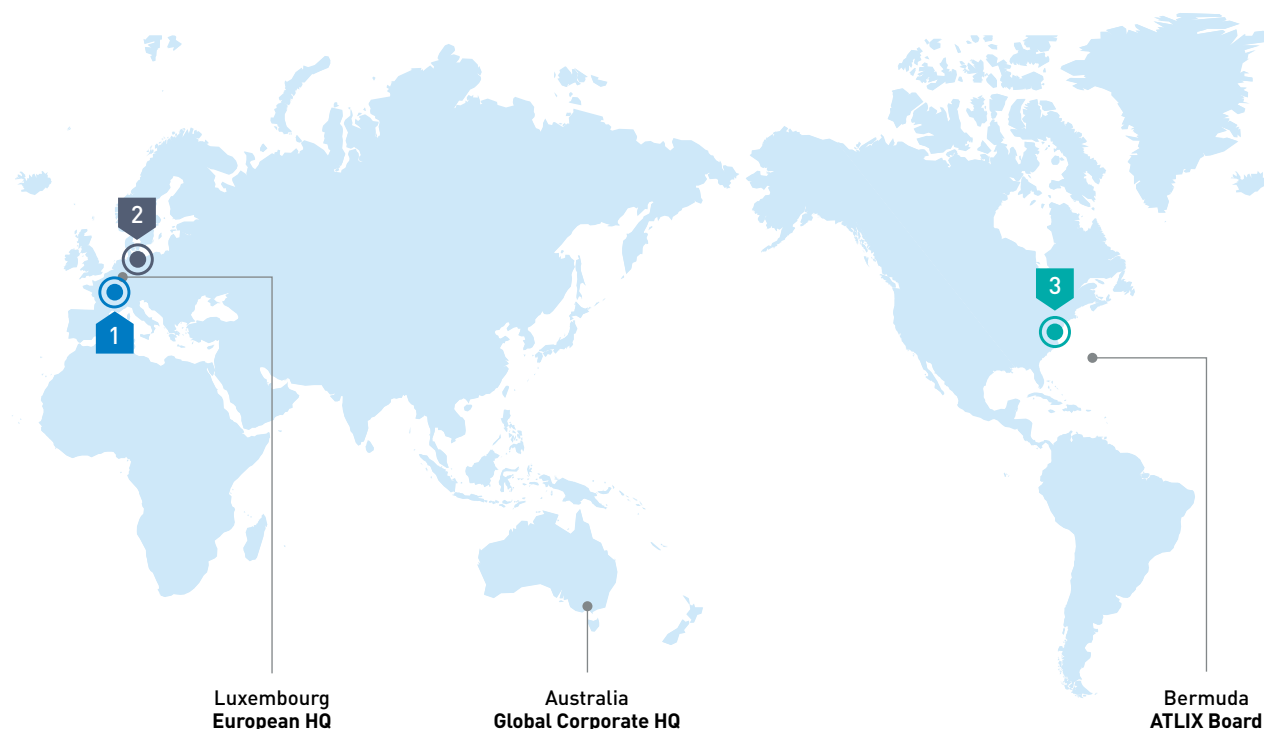 2
3
1
Luxembourg
European HQ
Australia
Global Corporate HQ
Bermuda
ATLIX Board